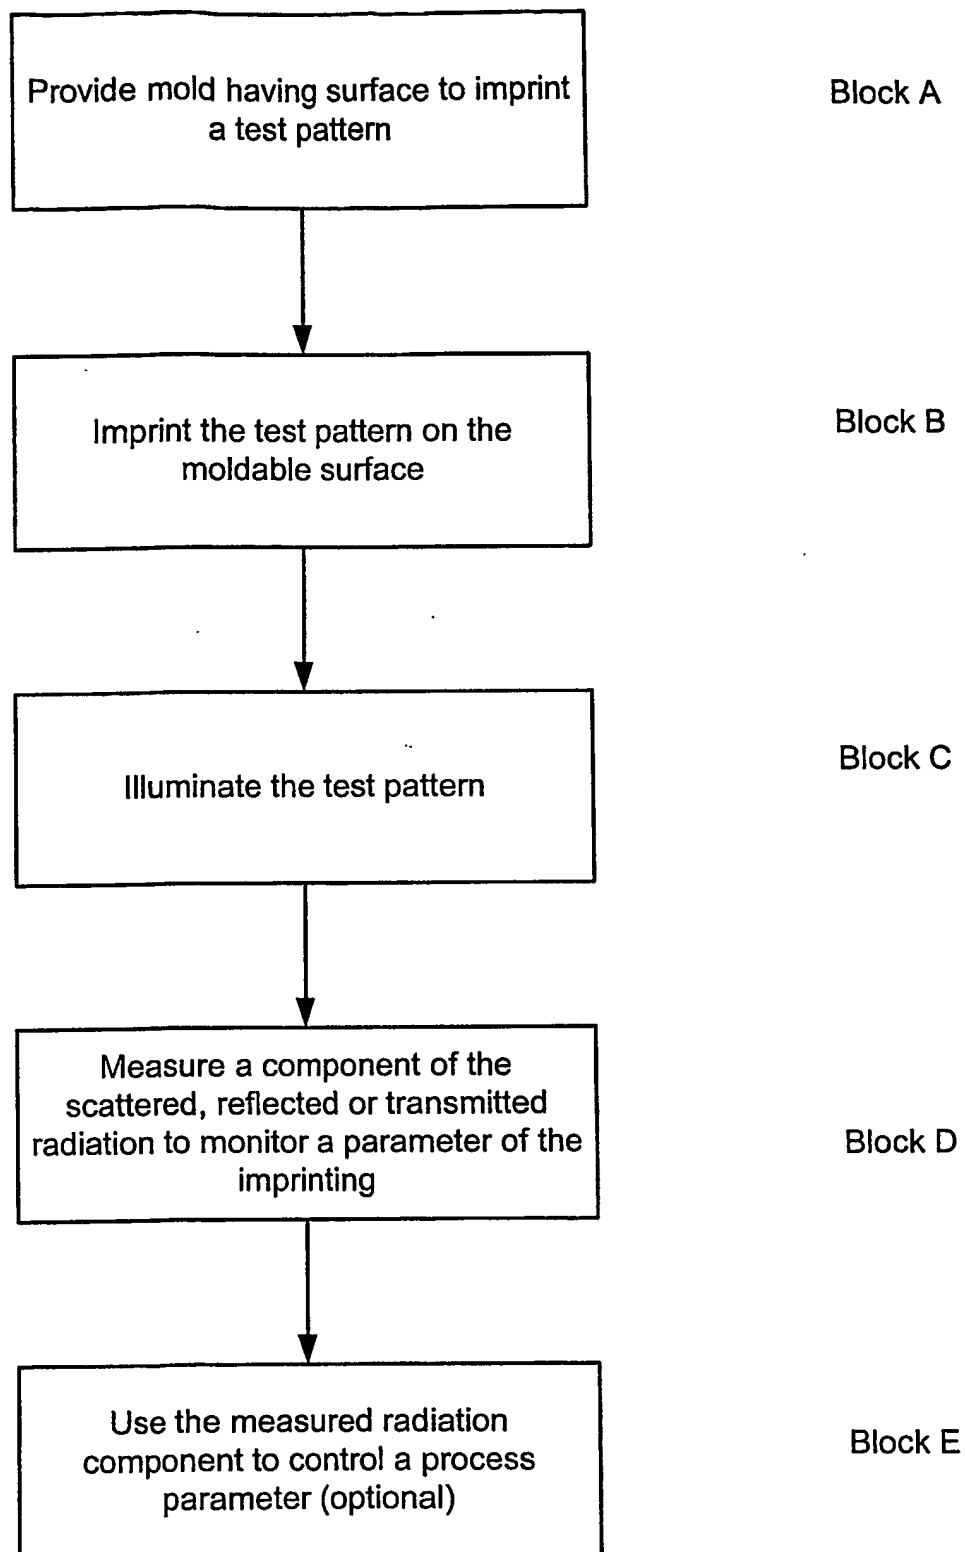 Provide mold having surface to imprint
a test pattern
Block A
Imprint the test pattern on the
moldable surface
Block B
Illuminate the test pattern
Block C
Measure a component of the
scattered, reflected or transmitted
radiation to monitor a parameter of the
imprinting
Block D
Use the measured radiation
component to control a process
parameter (optional)
Block E